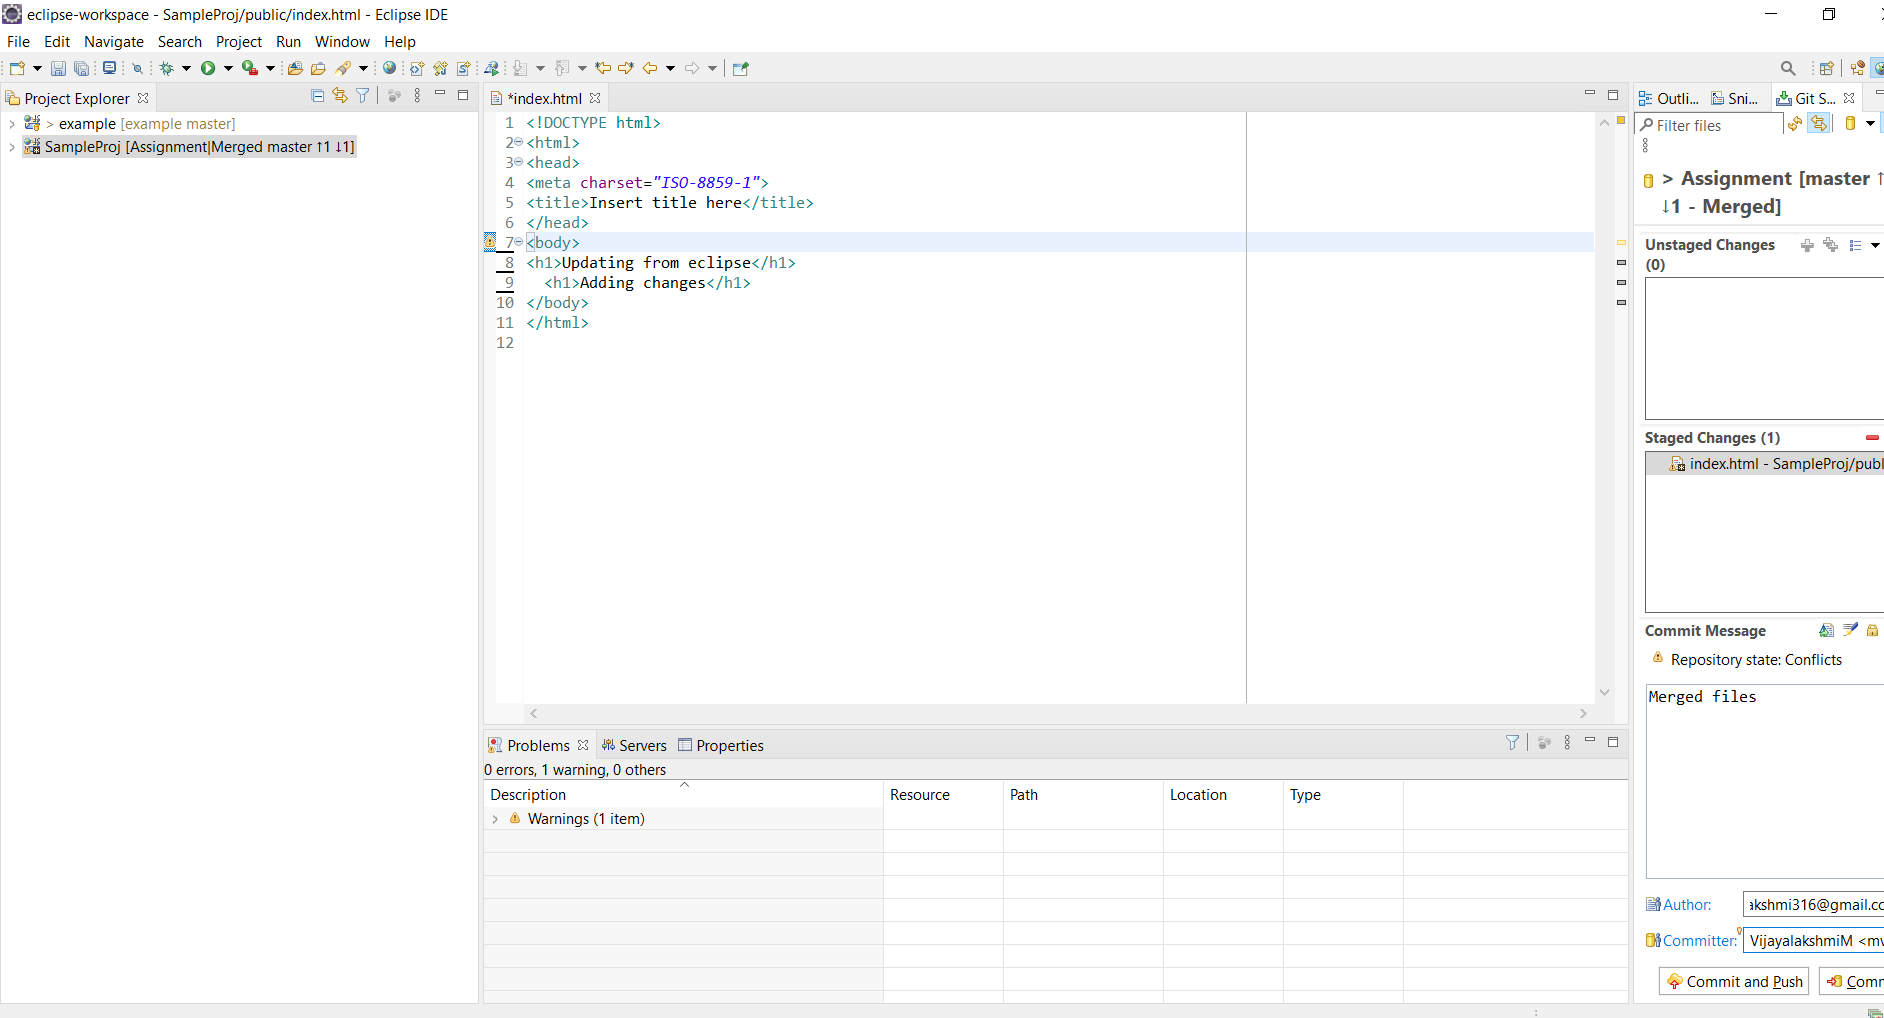 eclipse-workspace - SampleProj/public/index.html - Eclipse IDE
File Edit Navigate Search Project Run Window Help
Project Explorer
> example [example master]
SampleProj [Assignment|Merged master ↑1 ↓1]
*index.html
1 <!DOCTYPE html>
2 <html>
3 <head>
4 <meta charset="ISO-8859-1">
5 <title>Insert title here</title>
6 </head>
7 <body>
8 <h1>Updating from eclipse</h1>
9 <h1>Adding changes</h1>
10 </body>
11 </html>
12
Problems Servers Properties
0 errors, 1 warning, 0 others
Description Resource Path Location Type
Warnings (1 item)
Outli... Sni... Git S...
Filter files
> Assignment [master ↑
↓1 - Merged]
Unstaged Changes
(0)
Staged Changes (1)
index.html - SampleProj/publ
Commit Message
Repository state: Conflicts
Merged files
Author: akshmi316@gmail.co
Committer: VijayalakshmiM <mv
Commit and Push Comm